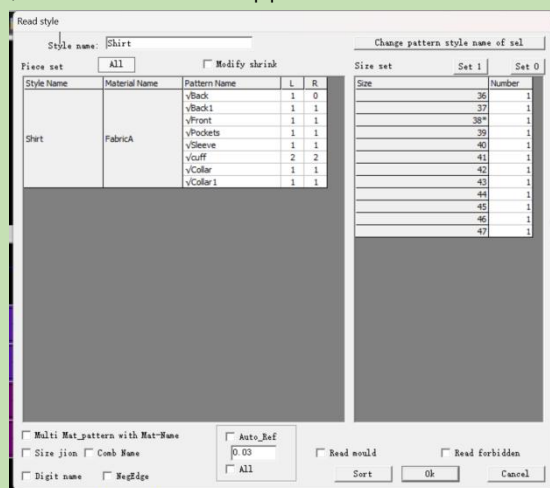 Read style
Style name: Shirt
Change pattern style name of sel
Piece set All Modify shrink
Size set Set 1 Set 0
Style Name Material Name Pattern Name L R
Size Number
Shirt FabricA
√Back 1 0
√Back1 1 1
√Front 1 1
√Pockets 1 1
√Sleeve 1 1
√cuff 2 2
√Collar 1 1
√Collar1 1 1
36 1
37 1
38* 1
39 1
40 1
41 1
42 1
43 1
44 1
45 1
46 1
47 1
Multi Mat_pattern with Mat-Name
Size jion Comb Name
Digit name NegEdge
Auto_Ref
0.03
All
Read mould Read forbidden
Sort Ok Cancel